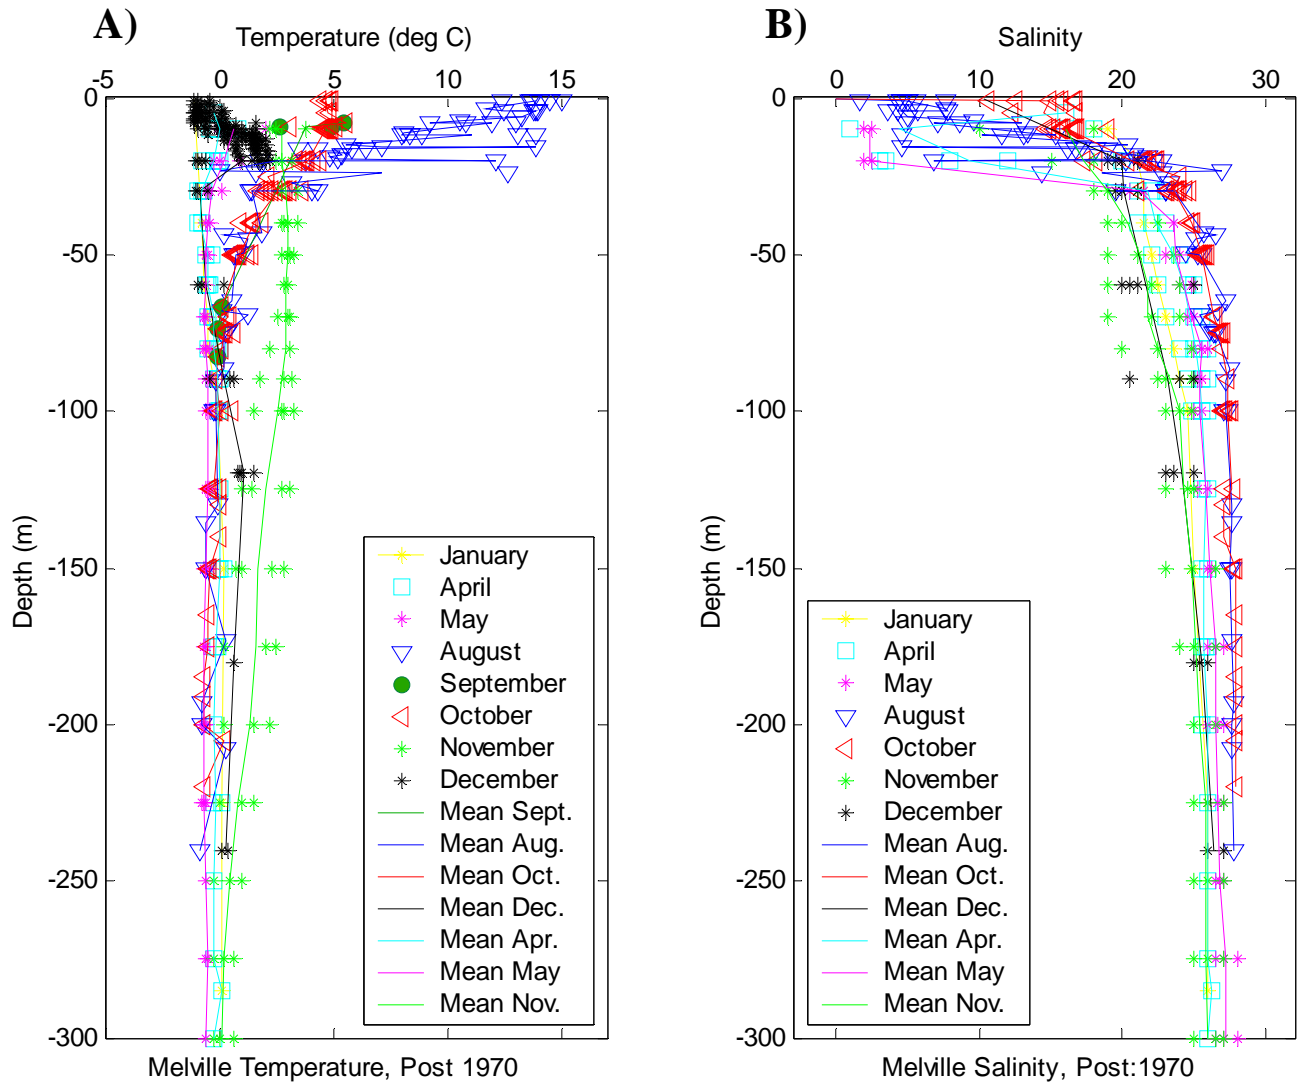 A)
Temperature (deg C)
-5 0 5 10 15
0
-50
-100
-150
-200
-250
-300
Depth (m)
January
April
May
August
September
October
November
December
Mean Sept.
Mean Aug.
Mean Oct.
Mean Dec.
Mean Apr.
Mean May
Mean Nov.
Melville Temperature, Post 1970
B)
Salinity
0 10 20 30
0
-50
-100
-150
-200
-250
-300
Depth (m)
January
April
May
August
October
November
December
Mean Aug.
Mean Oct.
Mean Dec.
Mean Apr.
Mean May
Mean Nov.
Melville Salinity, Post:1970